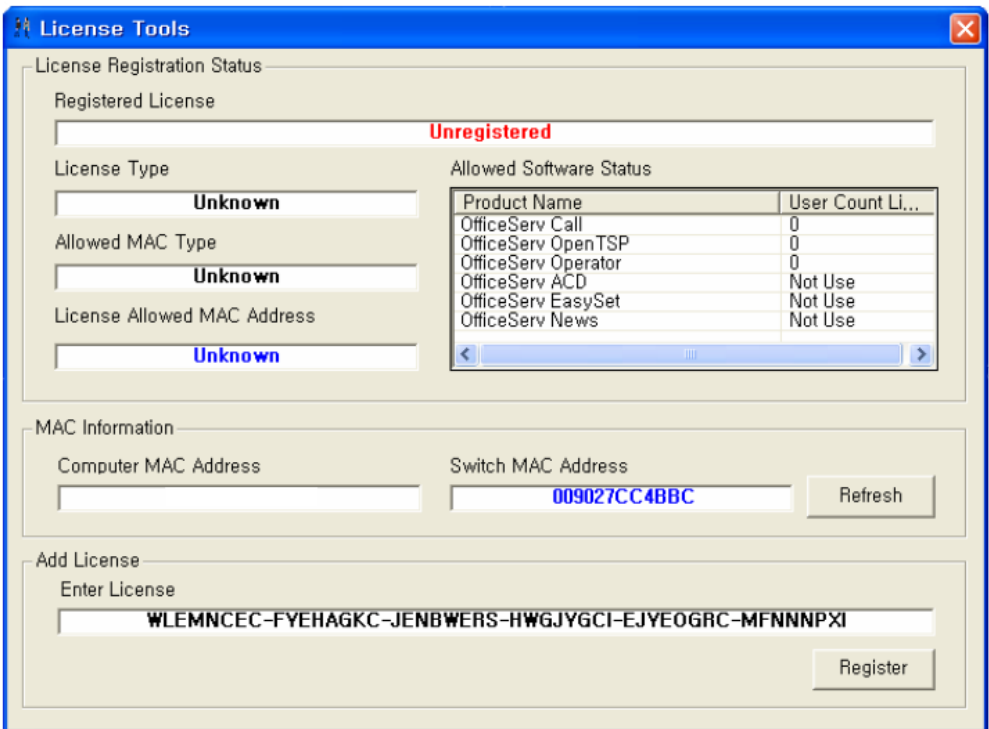 License Tools
License Registration Status
Registered License
Unregistered
License Type
Unknown
Allowed MAC Type
Unknown
License Allowed MAC Address
Unknown
Allowed Software Status
Product Name User Count Li...
OfficeServ Call 0
OfficeServ OpenTSP 0
OfficeServ Operator 0
OfficeServ ACD Not Use
OfficeServ EasySet Not Use
OfficeServ News Not Use
MAC Information
Computer MAC Address
Switch MAC Address
009027CC4BBC
Refresh
Add License
Enter License
WLEMNCEC-FYEHAGKC-JENBWERS-HWGJYGCI-EJYEOGRC-MFNNNPXI
Register